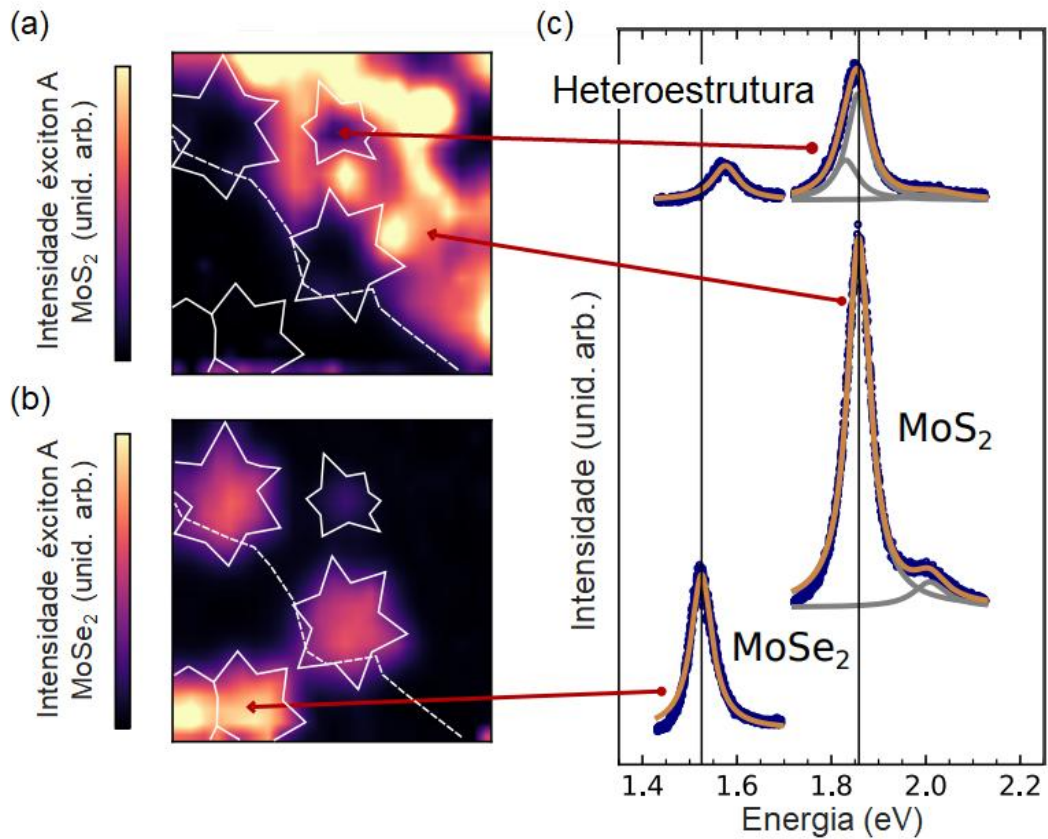 (a)
Intensidade éxciton A
MoS₂ (unid. arb.)
(b)
Intensidade éxciton A
MoSe₂ (unid. arb.)
(c)
Heteroestrutura
MoS₂
MoSe₂
Intensidade (unid. arb.)
1.4 1.6 1.8 2.0 2.2
Energia (eV)